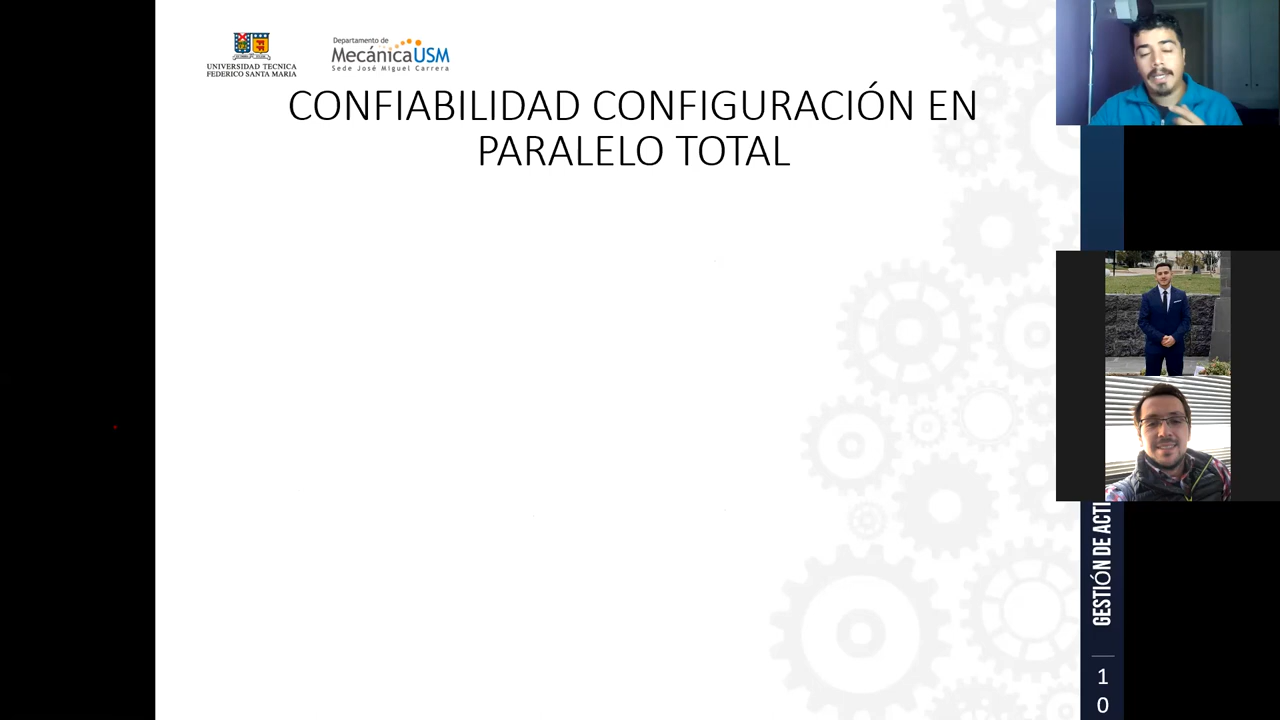 UNIVERSIDAD TECNICA
FEDERICO SANTA MARIA
Departamento de
MecánicaUSM
Sede José Miguel Carrera
CONFIABILIDAD CONFIGURACIÓN EN
PARALELO TOTAL
GESTIÓN DE ACTI
1
0